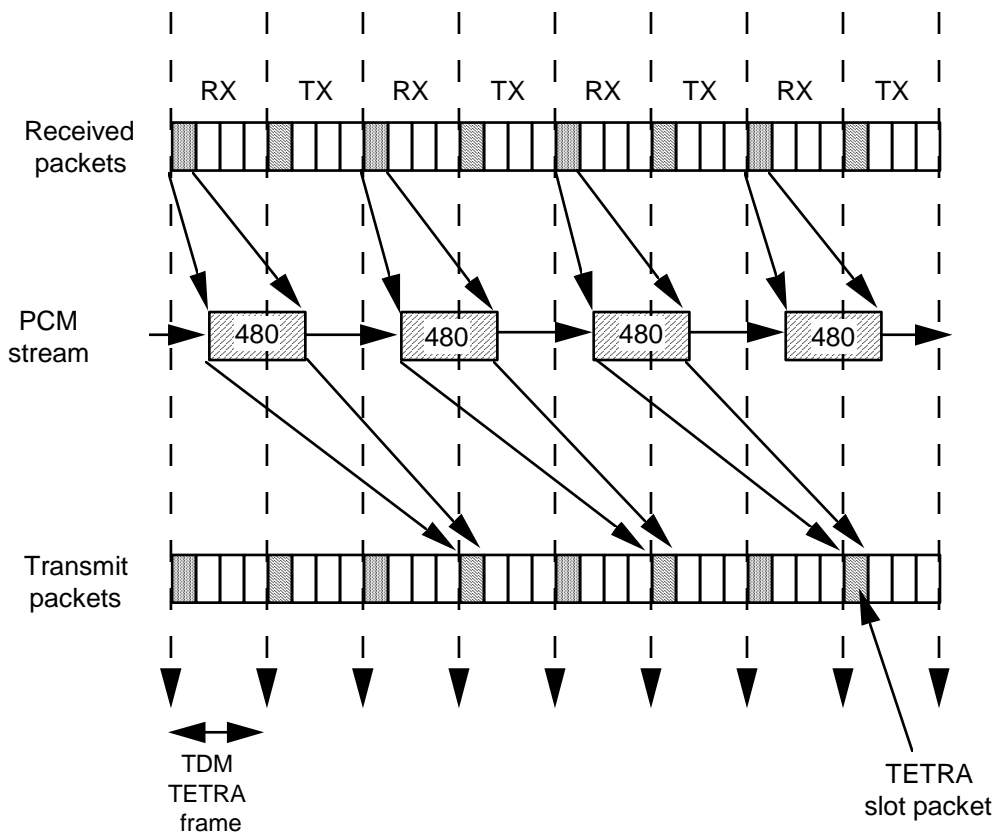 RX TX RX TX RX TX RX TX
Received
packets
PCM
stream
480 480 480 480
Transmit
packets
TDM
TETRA
frame
TETRA
slot packet